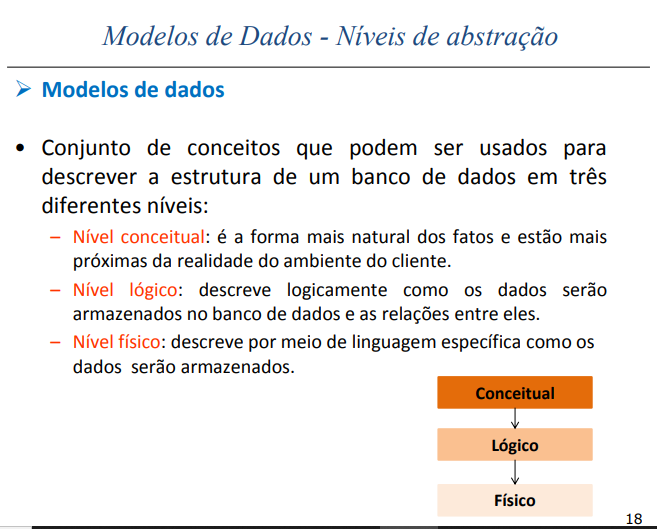 Modelos de Dados - Níveis de abstração
➢ Modelos de dados
• Conjunto de conceitos que podem ser usados para
descrever a estrutura de um banco de dados em três
diferentes níveis:
– Nível conceitual: é a forma mais natural dos fatos e estão mais
próximas da realidade do ambiente do cliente.
– Nível lógico: descreve logicamente como os dados serão
armazenados no banco de dados e as relações entre eles.
– Nível físico: descreve por meio de linguagem específica como os
dados serão armazenados.
Conceitual
Lógico
Físico
18